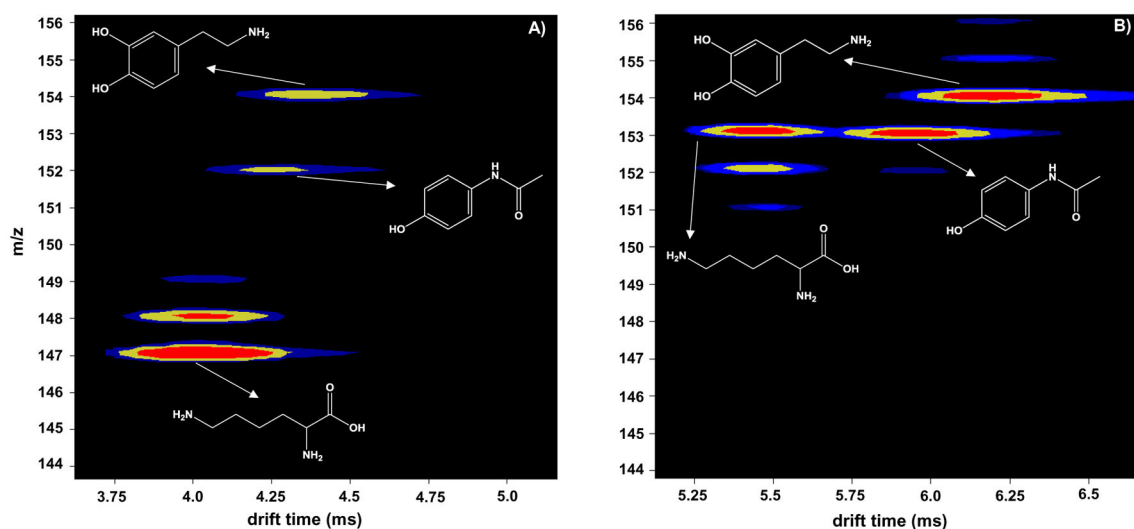 A)
m/z
156
155
154
153
152
151
150
149
148
147
146
145
144
HO
HO
NH2
H
N
O
HO
H2N
O
OH
NH2
3.75 4.0 4.25 4.5 4.75 5.0
drift time (ms)
B)
156
155
154
153
152
151
150
149
148
147
146
145
144
HO
HO
NH2
H
N
O
HO
H2N
O
OH
NH2
5.25 5.5 5.75 6.0 6.25 6.5
drift time (ms)